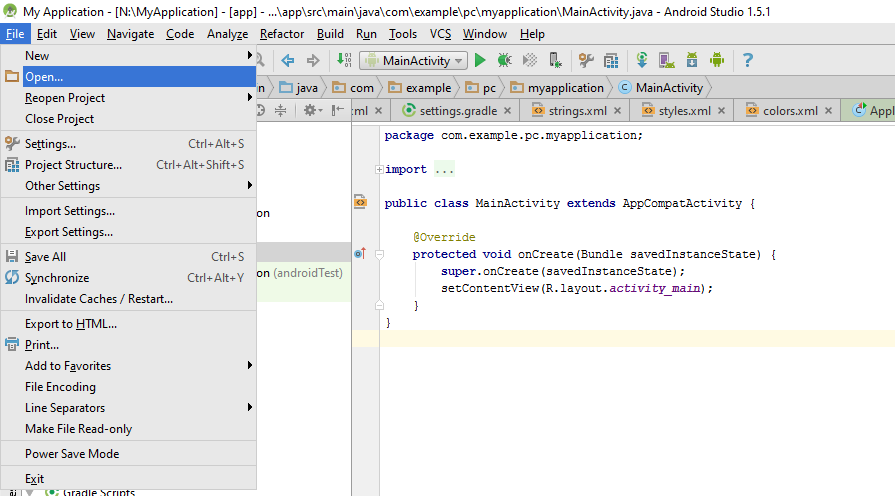 My Application - [N:\MyApplication] - [app] - ...\app\src\main\java\com\example\pc\myapplication\MainActivity.java - Android Studio 1.5.1
File Edit View Navigate Code Analyze Refactor Build Run Tools VCS Window Help
New
MainActivity
Open...
java com example pc myapplication MainActivity
Reopen Project
settings.gradle strings.xml styles.xml colors.xml
Close Project
package com.example.pc.myapplication;
Settings... Ctrl+Alt+S
Project Structure... Ctrl+Alt+Shift+S
import ...
Other Settings
public class MainActivity extends AppCompatActivity {
Import Settings...
Export Settings...
@Override
protected void onCreate(Bundle savedInstanceState) {
Save All Ctrl+S
super.onCreate(savedInstanceState);
Synchronize Ctrl+Alt+Y
(androidTest)
setContentView(R.layout.activity_main);
Invalidate Caches / Restart...
}
Export to HTML...
}
Print...
Add to Favorites
File Encoding
Line Separators
Make File Read-only
Power Save Mode
Exit
Gradle Scripts